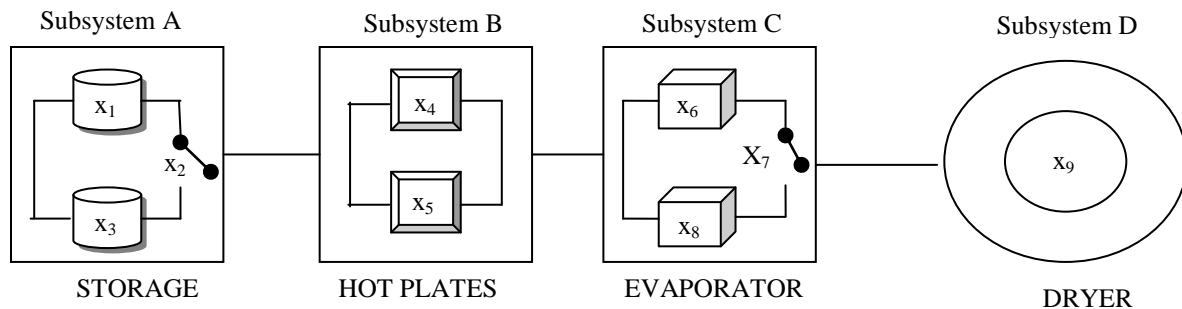 Subsystem A
Subsystem B
Subsystem C
Subsystem D
x₁
x₂
x₃
x₄
x₅
x₆
X₇
x₈
x₉
STORAGE
HOT PLATES
EVAPORATOR
DRYER